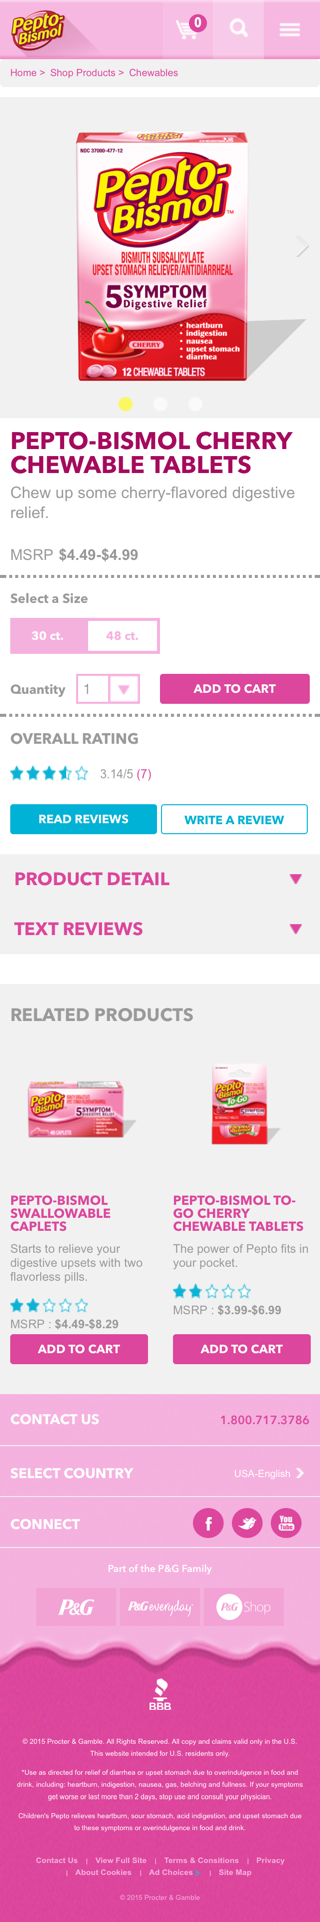 Pepto-
Bismol
0
Home > Shop Products > Chewables
NDC 37000-477-12
Pepto-
Bismol™
BISMUTH SUBSALICYLATE
UPSET STOMACH RELIEVER/ANTIDIARRHEAL
5 SYMPTOM
Digestive Relief
• heartburn
• indigestion
• nausea
• upset stomach
• diarrhea
CHERRY
12 CHEWABLE TABLETS
PEPTO-BISMOL CHERRY
CHEWABLE TABLETS
Chew up some cherry-flavored digestive
relief.
MSRP $4.49-$4.99
Select a Size
30 ct. 48 ct.
Quantity 1 ADD TO CART
OVERALL RATING
3.14/5 (7)
READ REVIEWS WRITE A REVIEW
PRODUCT DETAIL
TEXT REVIEWS
RELATED PRODUCTS
Pepto-
Bismol
5 SYMPTOM
Pepto-
Bismol
To-Go
PEPTO-BISMOL
SWALLOWABLE
CAPLETS
Starts to relieve your
digestive upsets with two
flavorless pills.
MSRP : $4.49-$8.29
ADD TO CART
PEPTO-BISMOL TO-
GO CHERRY
CHEWABLE TABLETS
The power of Pepto fits in
your pocket.
MSRP : $3.99-$6.99
ADD TO CART
CONTACT US 1.800.717.3786
SELECT COUNTRY USA-English
CONNECT f You Tube
Part of the P&G Family
P&G P&G everyday P&G Shop
BBB
© 2015 Procter & Gamble. All Rights Reserved. All copy and claims valid only in the U.S.
This website intended for U.S. residents only.
*Use as directed for relief of diarrhea or upset stomach due to overindulgence in food and
drink, including: heartburn, indigestion, nausea, gas, belching and fullness. If your symptoms
get worse or last more than 2 days, stop use and consult your physician.
Children's Pepto relieves heartburn, sour stomach, acid indigestion, and upset stomach due
to these symptoms or overindulgence in food and drink.
Contact Us | View Full Site | Terms & Consitions | Privacy
| About Cookies | Ad Choices | Site Map
© 2015 Procter & Gamble